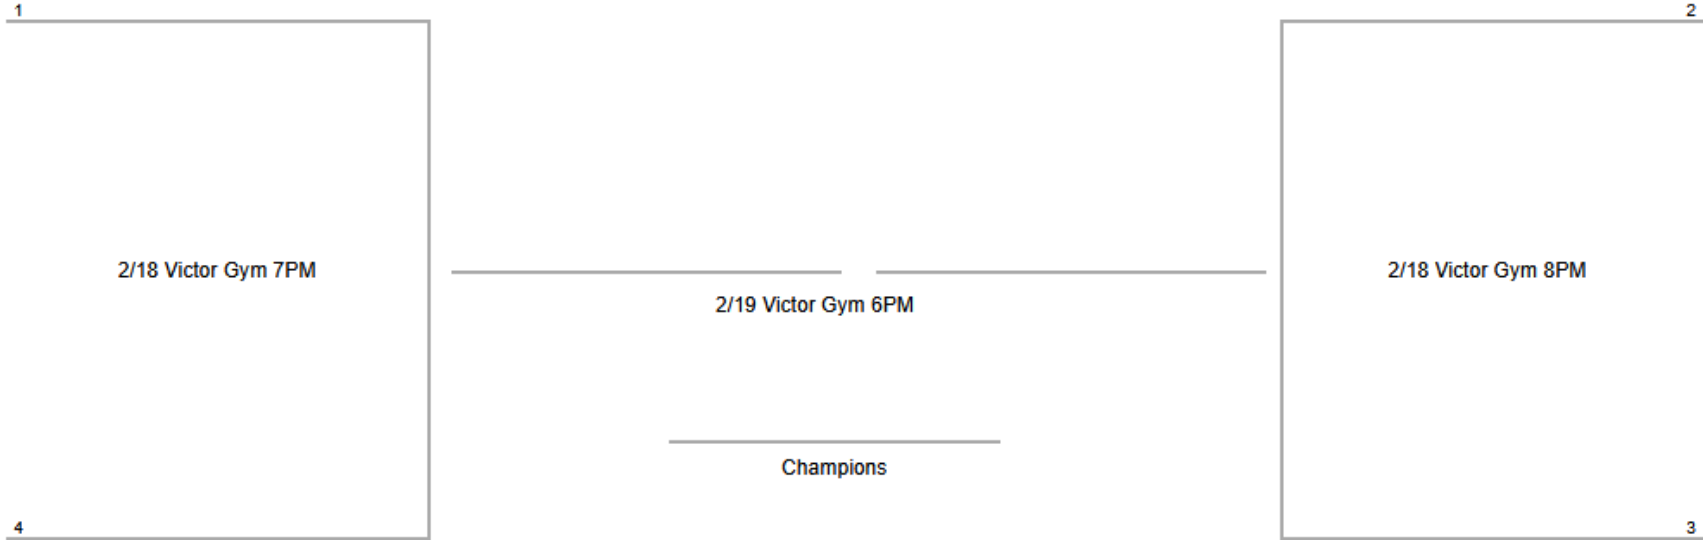 1
2
2/18 Victor Gym 7PM
2/18 Victor Gym 8PM
2/19 Victor Gym 6PM
Champions
4
3